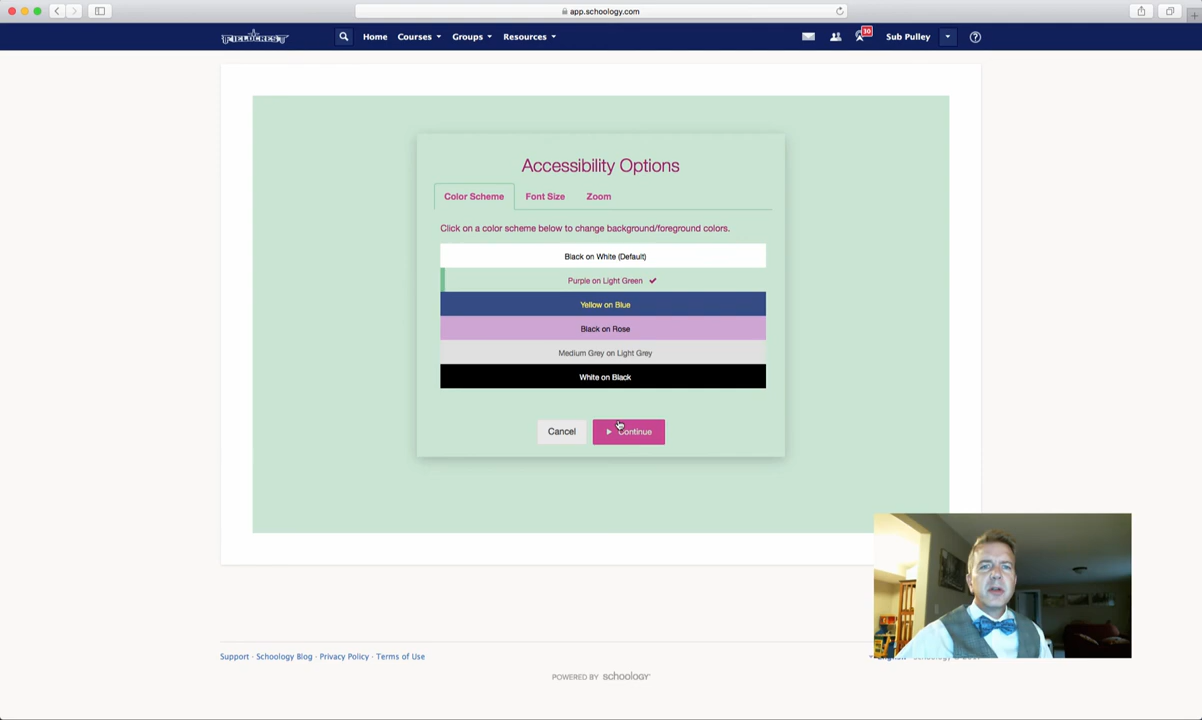 app.schoology.com
FIELDCREST
Home
Courses
Groups
Resources
30
Sub Pulley
Accessibility Options
Color Scheme
Font Size
Zoom
Click on a color scheme below to change background/foreground colors.
Black on White (Default)
Purple on Light Green
Yellow on Blue
Black on Rose
Medium Grey on Light Grey
White on Black
Cancel
Continue
Support · Schoology Blog · Privacy Policy · Terms of Use
POWERED BY schoology